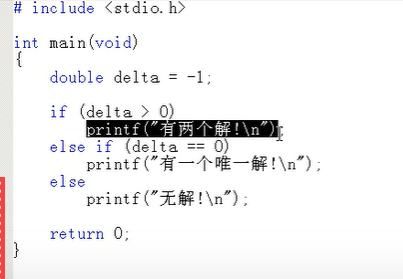 # include <stdio.h>
int main(void)
{
double delta = -1;
if (delta > 0)
printf("有两个解!\n");
else if (delta == 0)
printf("有一个唯一解!\n");
else
printf("无解!\n");
return 0;
}